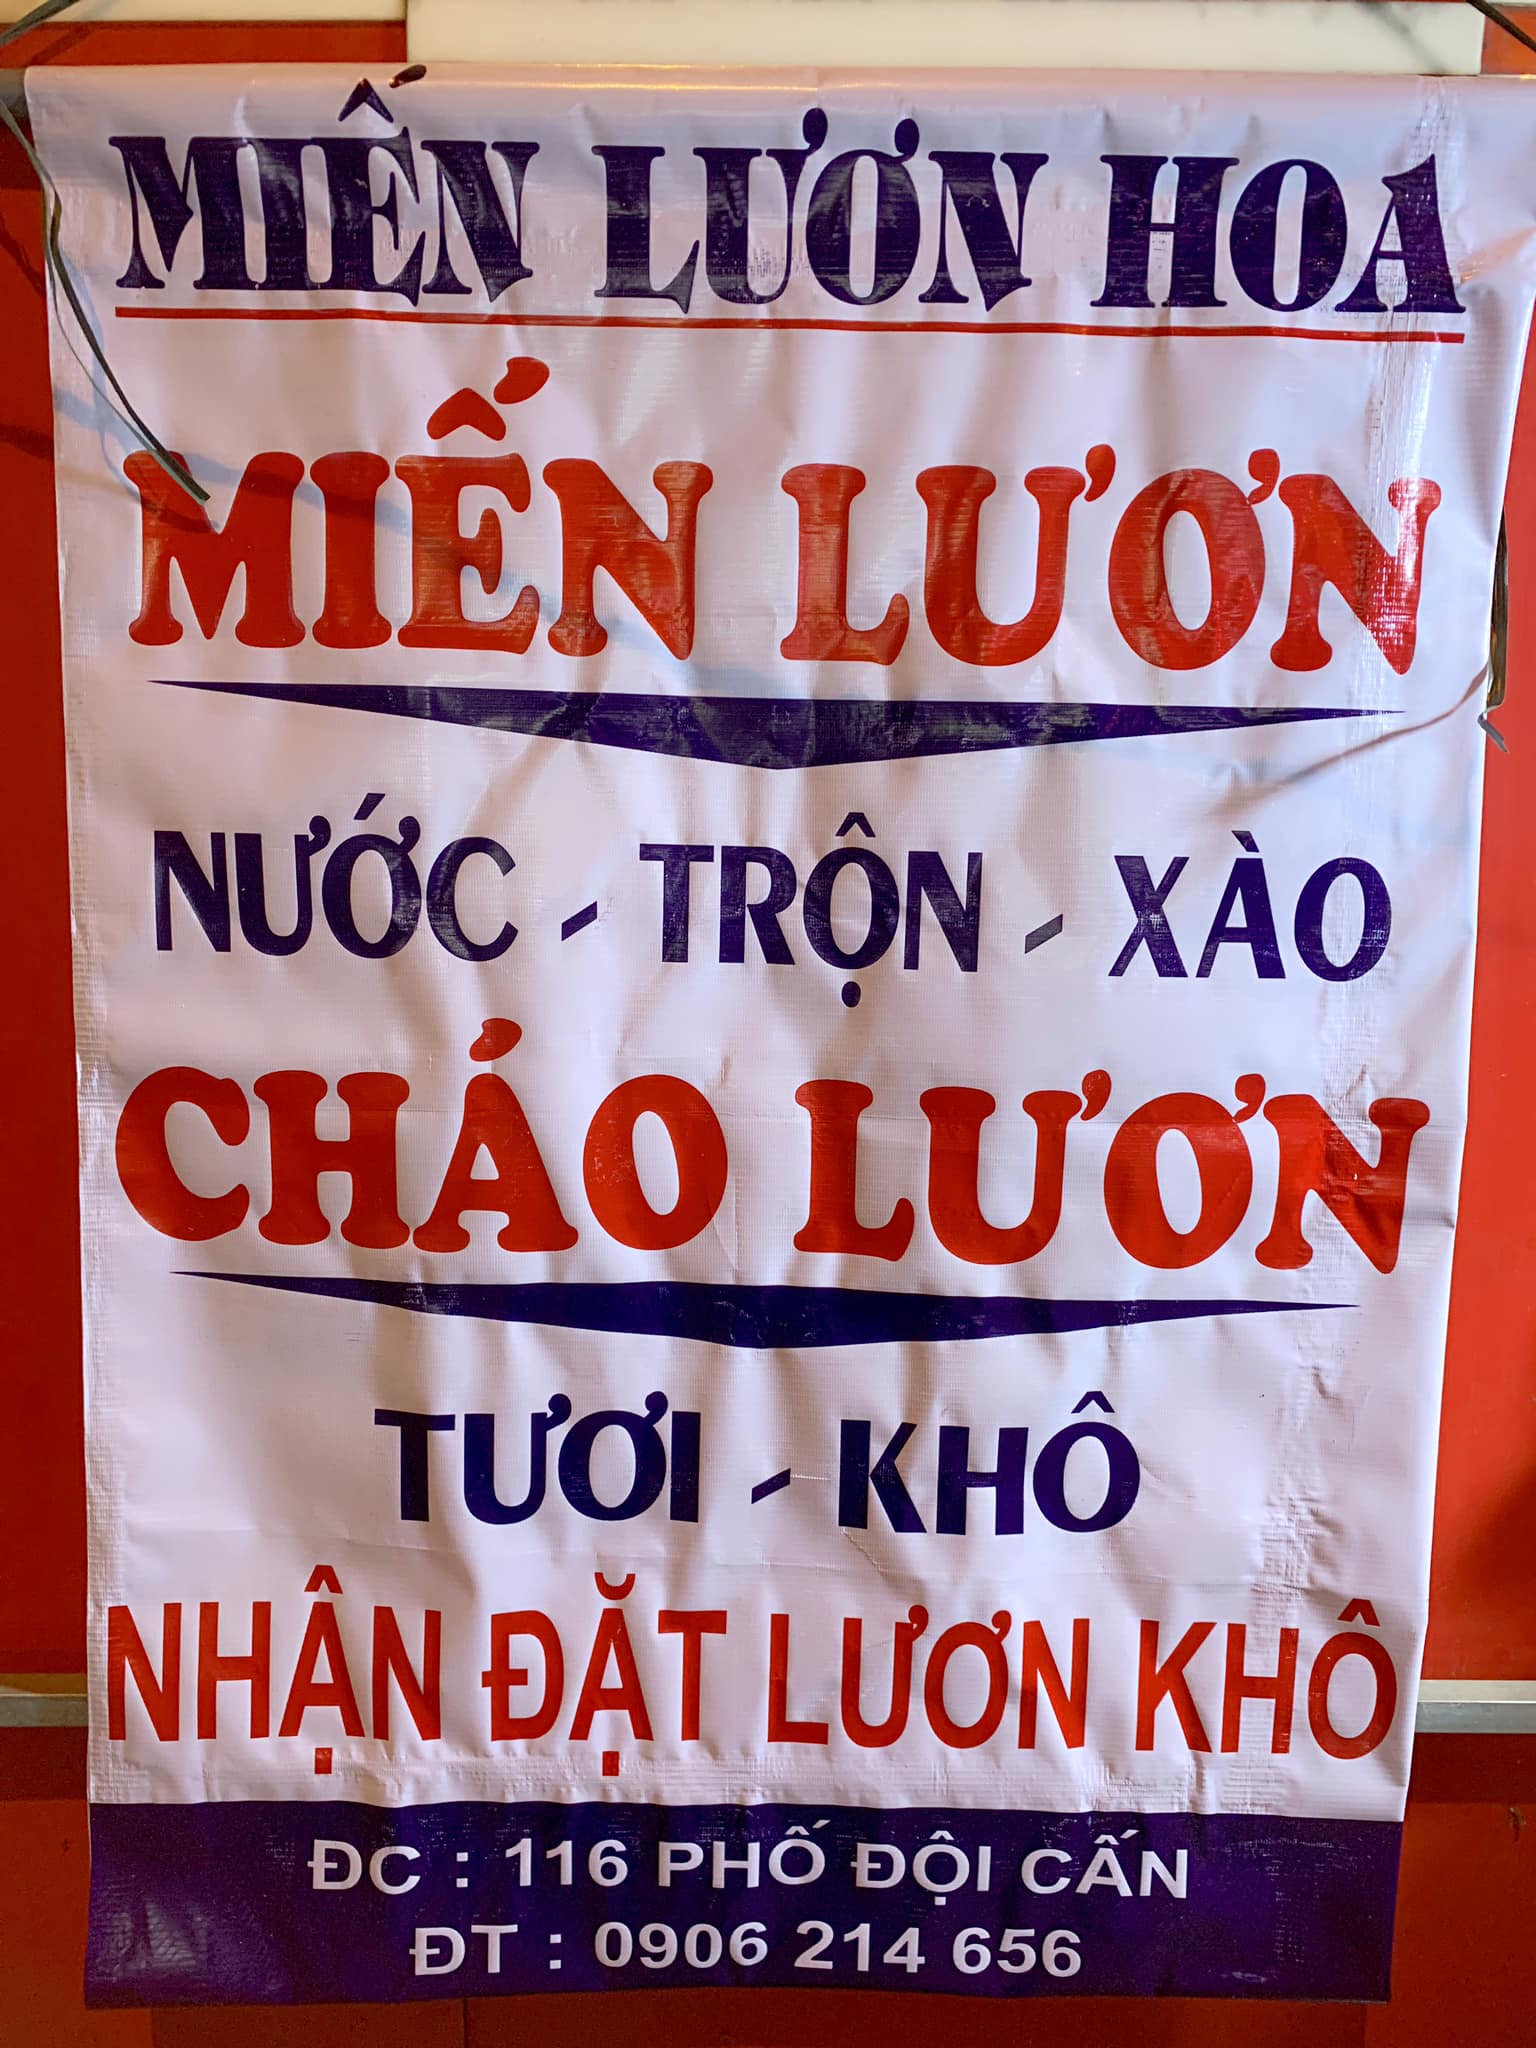 MIẾN LƯƠN HOA
MIẾN LƯƠN
NƯỚC - TRỘN - XÀO
CHÁO LƯƠN
TƯƠI - KHÔ
NHẬN ĐẶT LƯƠN KHÔ
ĐC : 116 PHỐ ĐỘI CẤN
ĐT : 0906 214 656